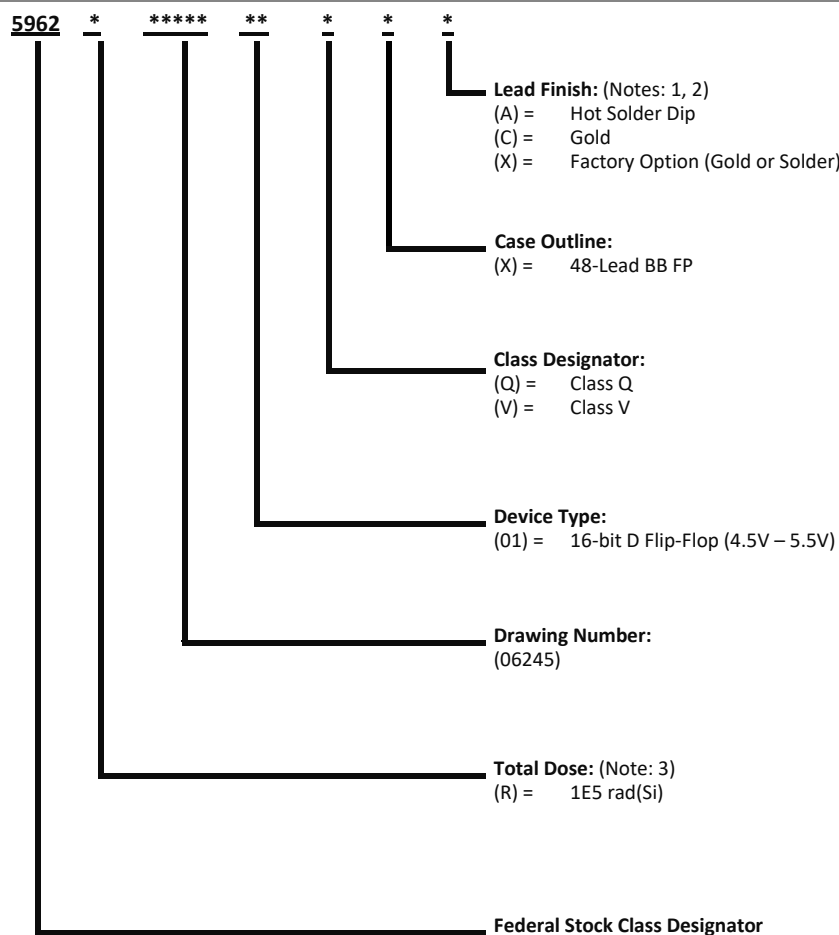 5962 * ***** ** * * *
Lead Finish: (Notes: 1, 2)
(A) = Hot Solder Dip
(C) = Gold
(X) = Factory Option (Gold or Solder)
Case Outline:
(X) = 48-Lead BB FP
Class Designator:
(Q) = Class Q
(V) = Class V
Device Type:
(01) = 16-bit D Flip-Flop (4.5V – 5.5V)
Drawing Number:
(06245)
Total Dose: (Note: 3)
(R) = 1E5 rad(Si)
Federal Stock Class Designator